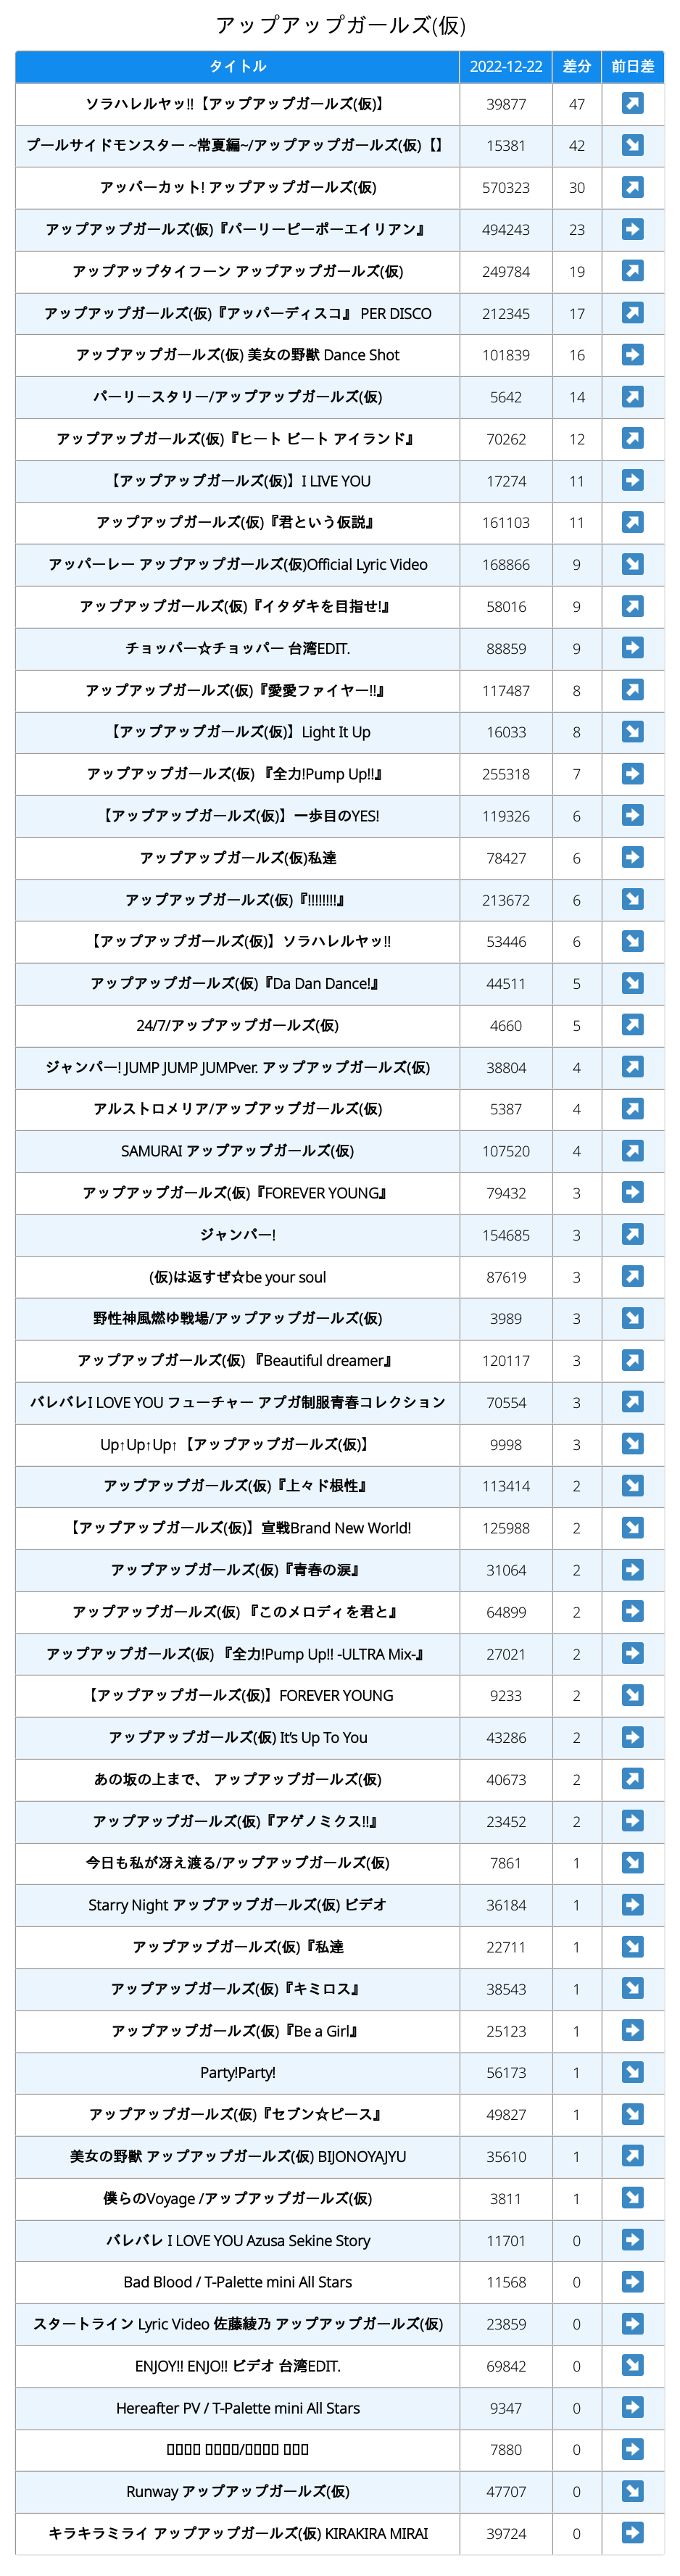 アップアップガールズ(仮)
タイトル 2022-12-22 差分 前日差
ソラハレルヤッ!!【アップアップガールズ(仮)】 39877 47
プールサイドモンスター ~常夏編~/アップアップガールズ(仮)【】 15381 42
アッパーカット! アップアップガールズ(仮) 570323 30
アップアップガールズ(仮)『パーリーピーポーエイリアン』 494243 23
アップアップタイフーン アップアップガールズ(仮) 249784 19
アップアップガールズ(仮)『アッパーディスコ』 PER DISCO 212345 17
アップアップガールズ(仮) 美女の野獣 Dance Shot 101839 16
パーリースタリー/アップアップガールズ(仮) 5642 14
アップアップガールズ(仮)『ヒート ビート アイランド』 70262 12
【アップアップガールズ(仮)】I LIVE YOU 17274 11
アップアップガールズ(仮)『君という仮説』 161103 11
アッパーレー アップアップガールズ(仮)Official Lyric Video 168866 9
アップアップガールズ(仮)『イタダキを目指せ!』 58016 9
チョッパー☆チョッパー 台湾EDIT. 88859 9
アップアップガールズ(仮)『愛愛ファイヤー!!』 117487 8
【アップアップガールズ(仮)】Light It Up 16033 8
アップアップガールズ(仮) 『全力!Pump Up!!』 255318 7
【アップアップガールズ(仮)】一歩目のYES! 119326 6
アップアップガールズ(仮)私達 78427 6
アップアップガールズ(仮)『!!!!!!!!』 213672 6
【アップアップガールズ(仮)】ソラハレルヤッ!! 53446 6
アップアップガールズ(仮)『Da Dan Dance!』 44511 5
24/7/アップアップガールズ(仮) 4660 5
ジャンパー! JUMP JUMP JUMPver. アップアップガールズ(仮) 38804 4
アルストロメリア/アップアップガールズ(仮) 5387 4
SAMURAI アップアップガールズ(仮) 107520 4
アップアップガールズ(仮)『FOREVER YOUNG』 79432 3
ジャンパー! 154685 3
(仮)は返すぜ☆be your soul 87619 3
野性神風燃ゆ戦場/アップアップガールズ(仮) 3989 3
アップアップガールズ(仮) 『Beautiful dreamer』 120117 3
バレバレI LOVE YOU フューチャー アプガ制服青春コレクション 70554 3
Up↑Up↑Up↑【アップアップガールズ(仮)】 9998 3
アップアップガールズ(仮)『上々ド根性』 113414 2
【アップアップガールズ(仮)】宣戦Brand New World! 125988 2
アップアップガールズ(仮)『青春の涙』 31064 2
アップアップガールズ(仮) 『このメロディを君と』 64899 2
アップアップガールズ(仮) 『全力!Pump Up!! -ULTRA Mix-』 27021 2
【アップアップガールズ(仮)】FOREVER YOUNG 9233 2
アップアップガールズ(仮) It's Up To You 43286 2
あの坂の上まで、 アップアップガールズ(仮) 40673 2
アップアップガールズ(仮)『アゲノミクス!!』 23452 2
今日も私が冴え渡る/アップアップガールズ(仮) 7861 1
Starry Night アップアップガールズ(仮) ビデオ 36184 1
アップアップガールズ(仮)『私達 22711 1
アップアップガールズ(仮)『キミロス』 38543 1
アップアップガールズ(仮)『Be a Girl』 25123 1
Party!Party! 56173 1
アップアップガールズ(仮)『セブン☆ピース』 49827 1
美女の野獣 アップアップガールズ(仮) BIJONOYAJYU 35610 1
僕らのVoyage /アップアップガールズ(仮) 3811 1
バレバレ I LOVE YOU Azusa Sekine Story 11701 0
Bad Blood / T-Palette mini All Stars 11568 0
スタートライン Lyric Video 佐藤綾乃 アップアップガールズ(仮) 23859 0
ENJOY!! ENJO!! ビデオ 台湾EDIT. 69842 0
Hereafter PV / T-Palette mini All Stars 9347 0
7880 0
Runway アップアップガールズ(仮) 47707 0
キラキラミライ アップアップガールズ(仮) KIRAKIRA MIRAI 39724 0